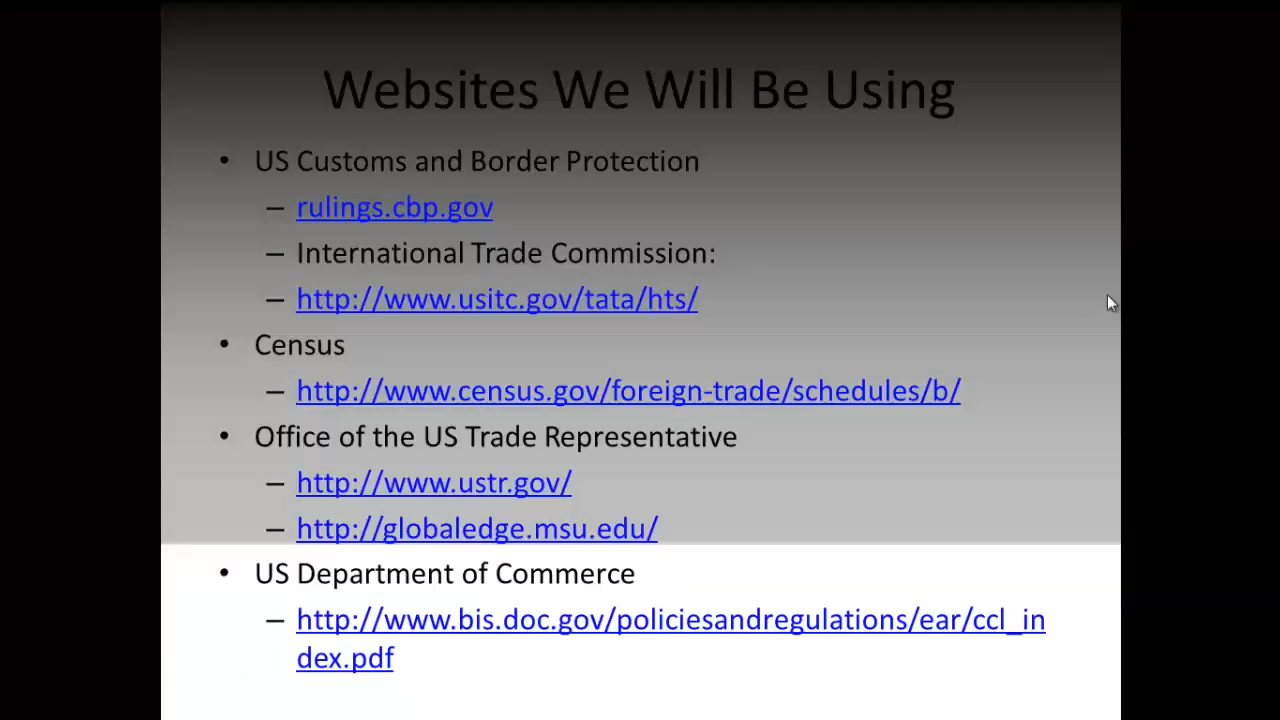 Websites We Will Be Using
• US Customs and Border Protection
– rulings.cbp.gov
– International Trade Commission:
– http://www.usitc.gov/tata/hts/
• Census
– http://www.census.gov/foreign-trade/schedules/b/
• Office of the US Trade Representative
– http://www.ustr.gov/
– http://globaledge.msu.edu/
• US Department of Commerce
– http://www.bis.doc.gov/policiesandregulations/ear/ccl_in
dex.pdf